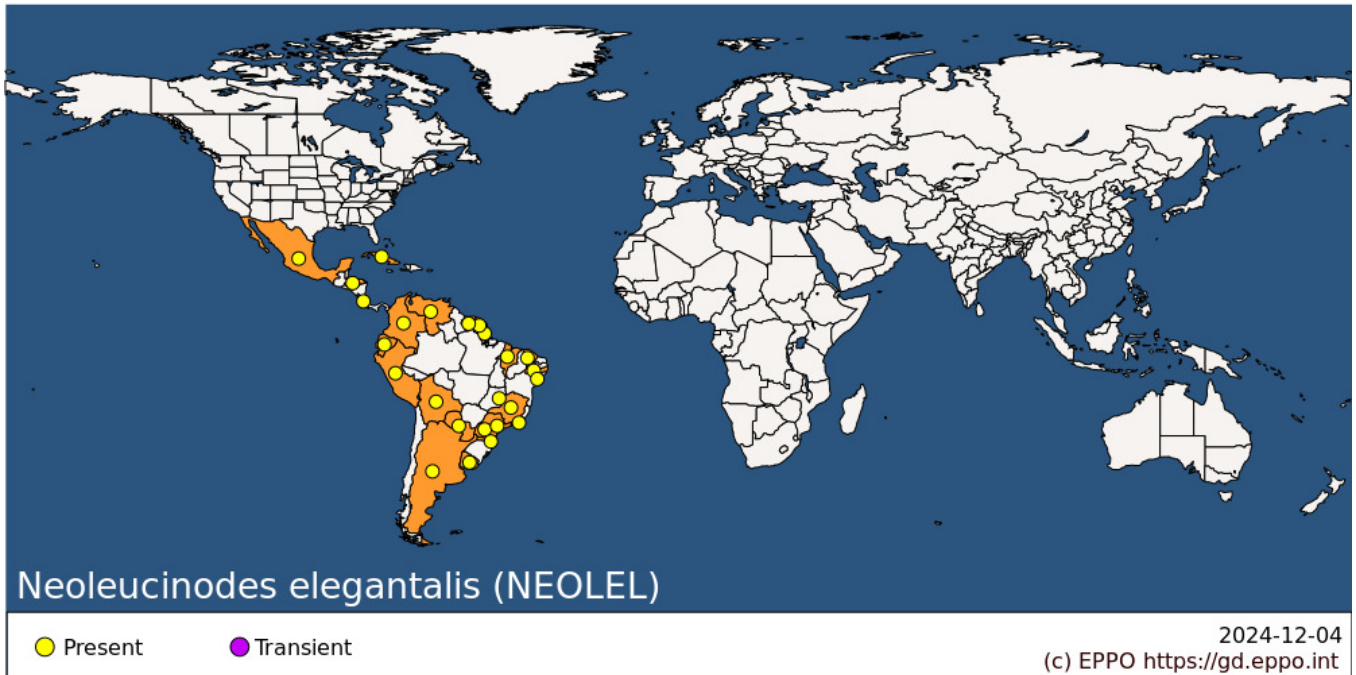 Neoleucinodes elegantalis (NEOLEL)
Present
Transient
2024-12-04
(c) EPPO https://gd.eppo.int